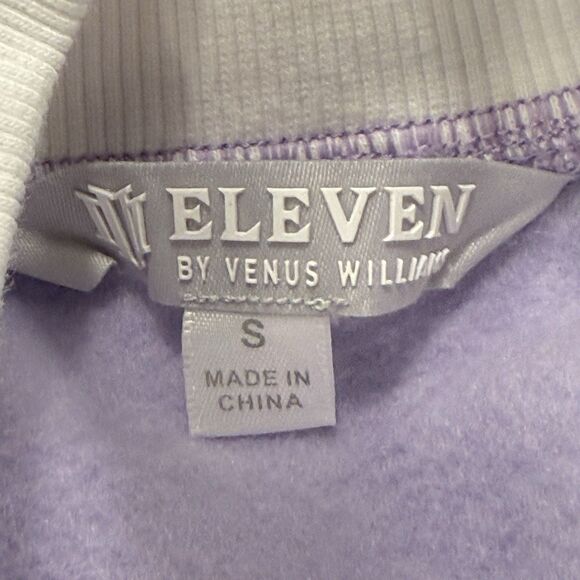 ELEVEN
BY VENUS WILLIAMS
S
MADE IN
CHINA